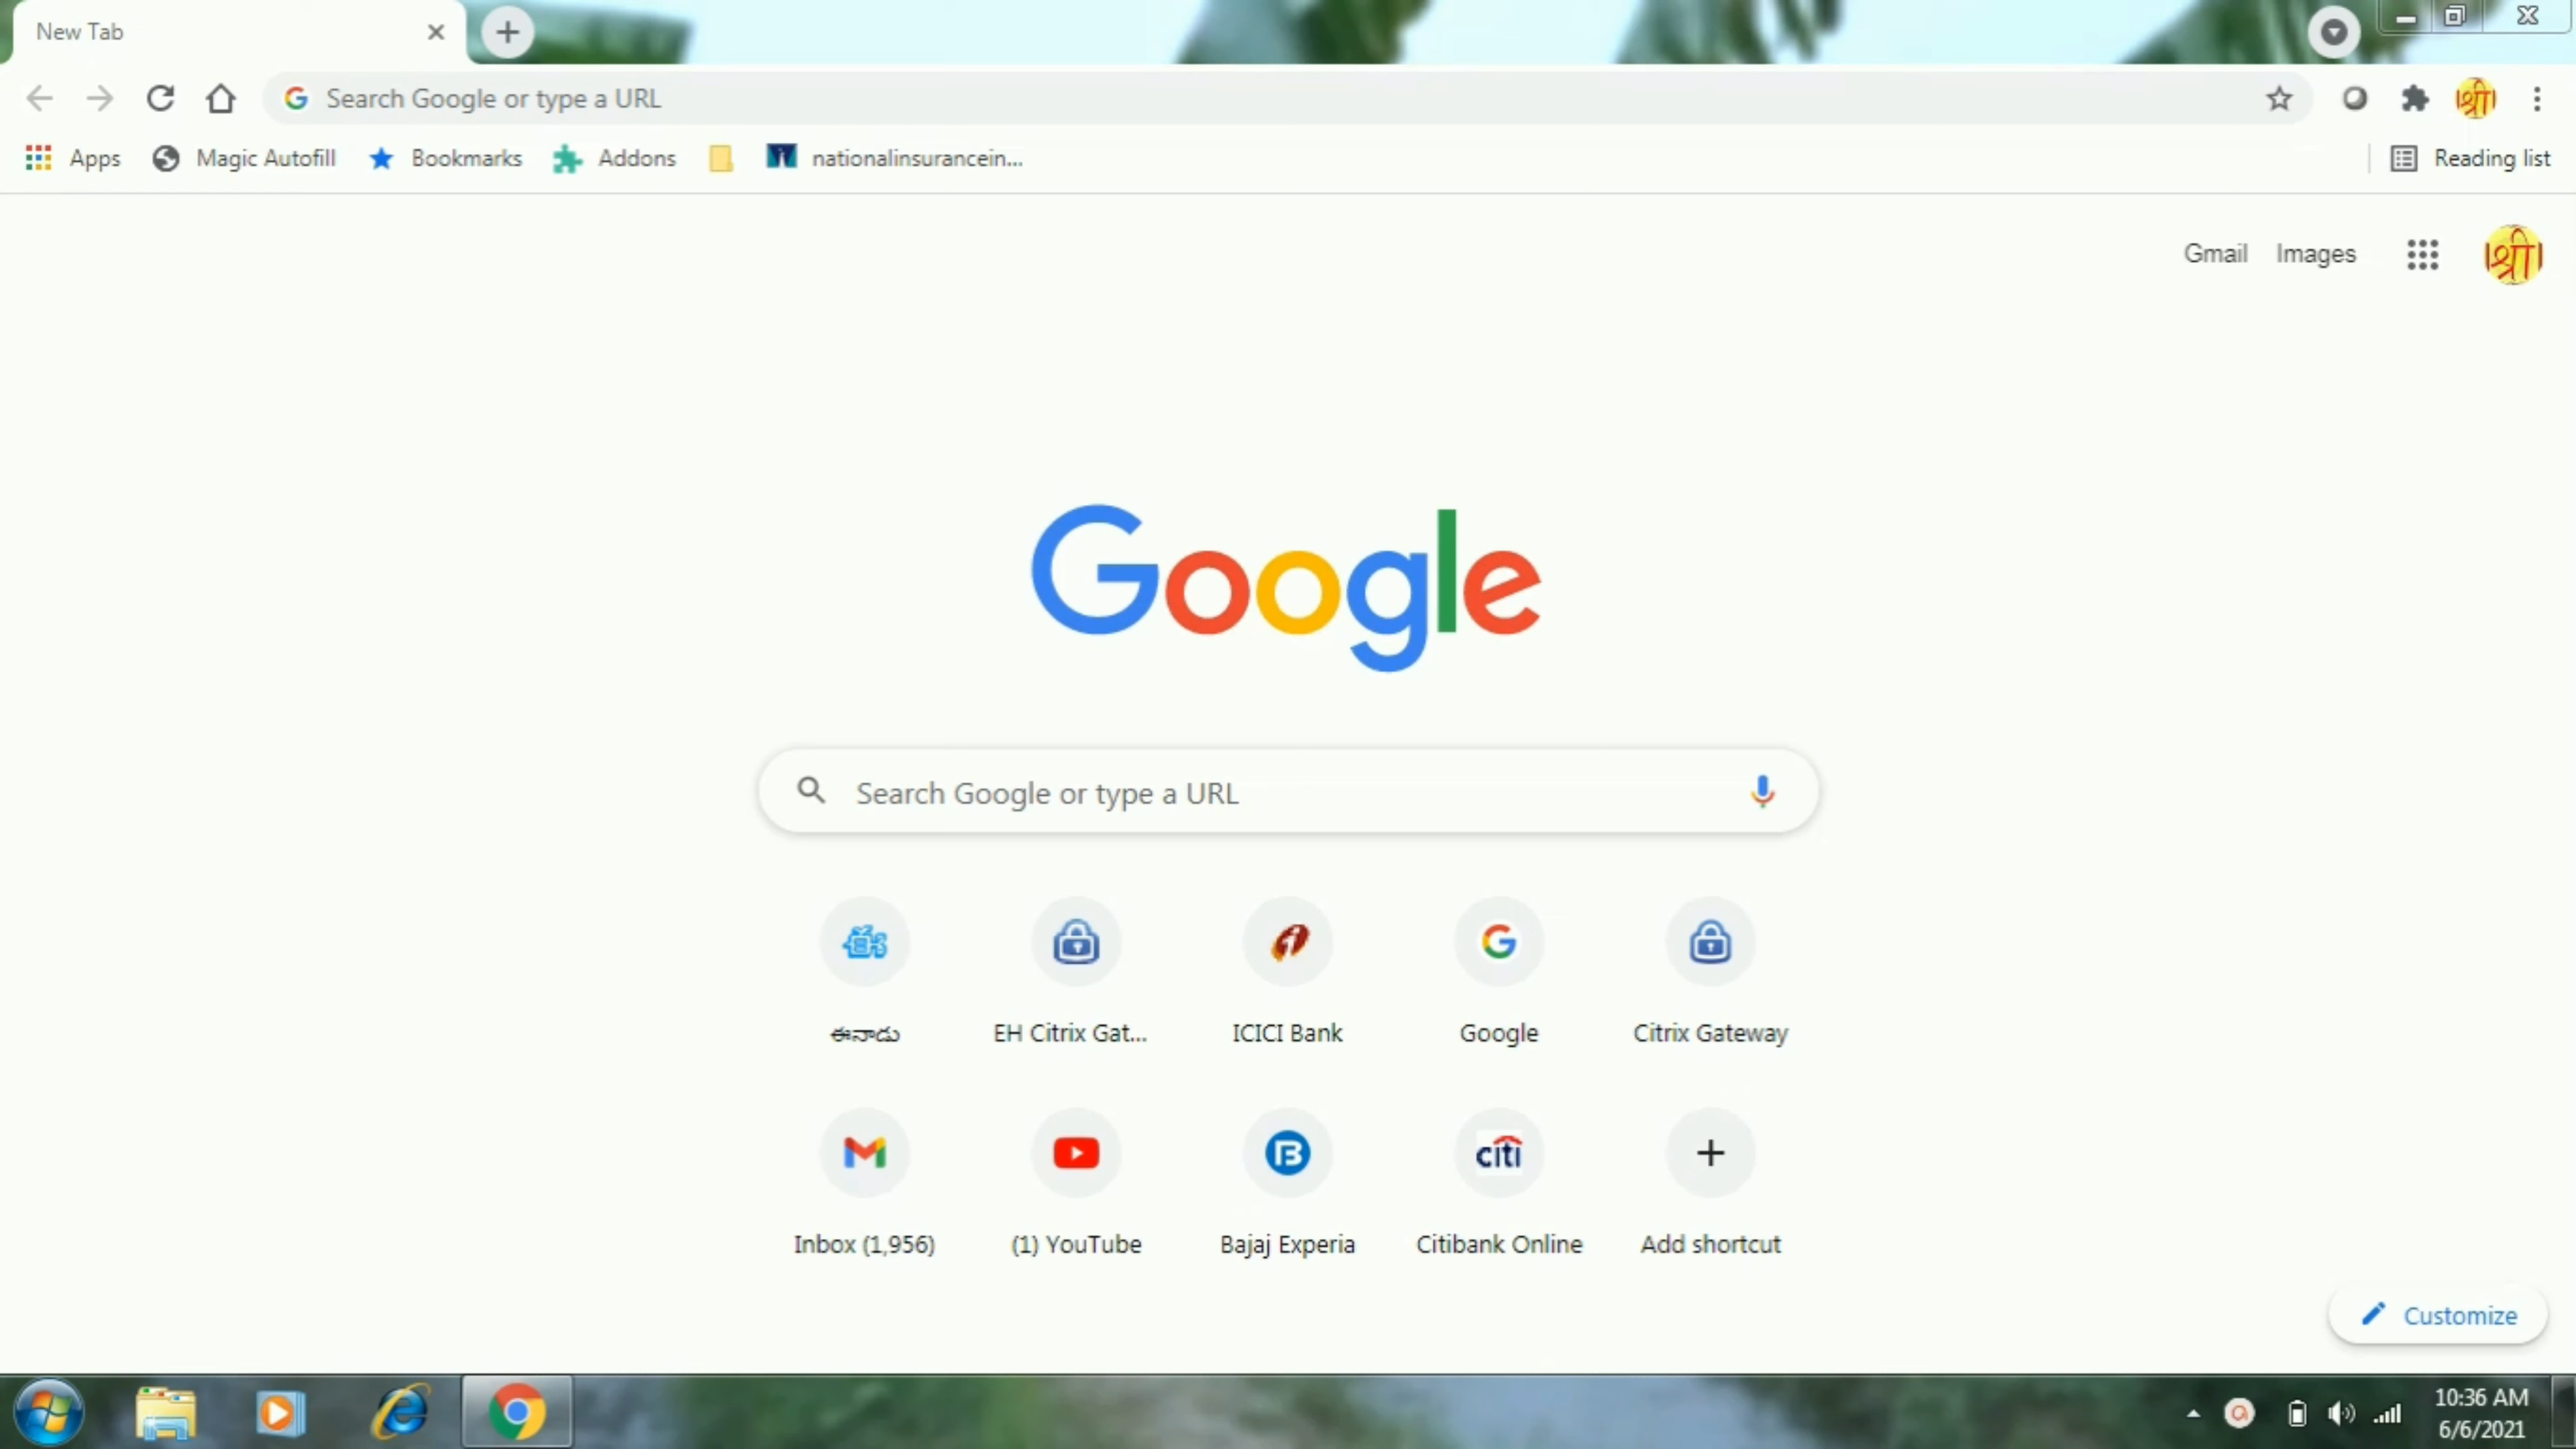 New Tab
Search Google or type a URL
Apps Magic Autofill Bookmarks Addons nationalinsurancein... Reading list
Gmail Images श्री
Google
Search Google or type a URL
ఈనాడు EH Citrix Gat... ICICI Bank Google Citrix Gateway
citi
Inbox (1,956) (1) YouTube Bajaj Experia Citibank Online Add shortcut
Customize
10:36 AM
6/6/2021